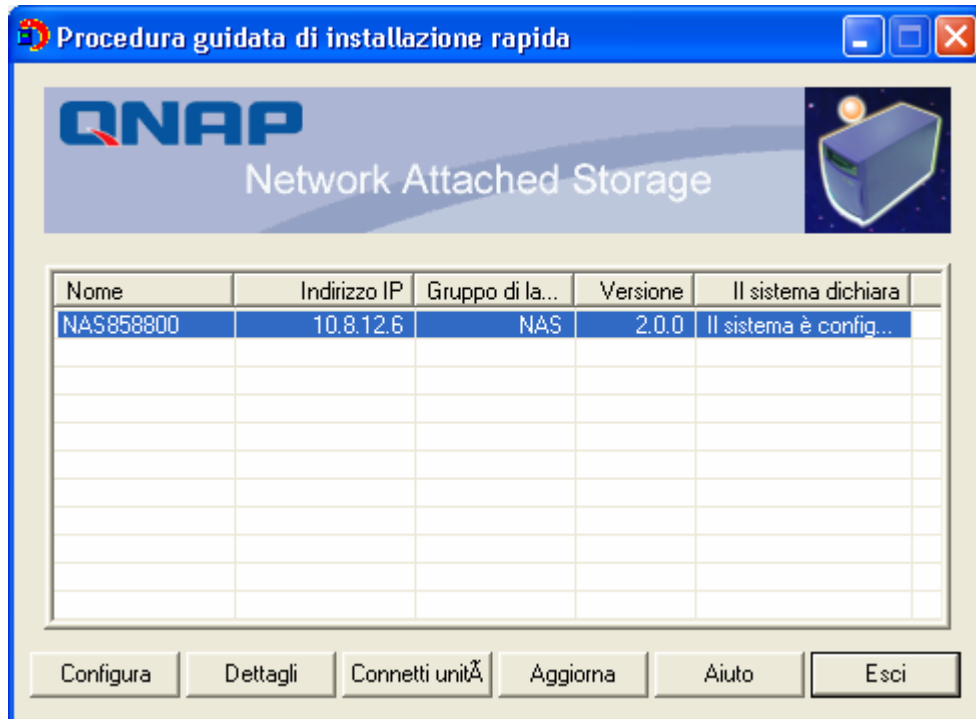 Procedura guidata di installazione rapida
QNAP
Network Attached Storage
Nome Indirizzo IP Gruppo di la... Versione Il sistema dichiara
NAS858800 10.8.12.6 NAS 2.0.0 Il sistema è config...
Configura Dettagli Connetti unitÃ Aggiorna Aiuto Esci